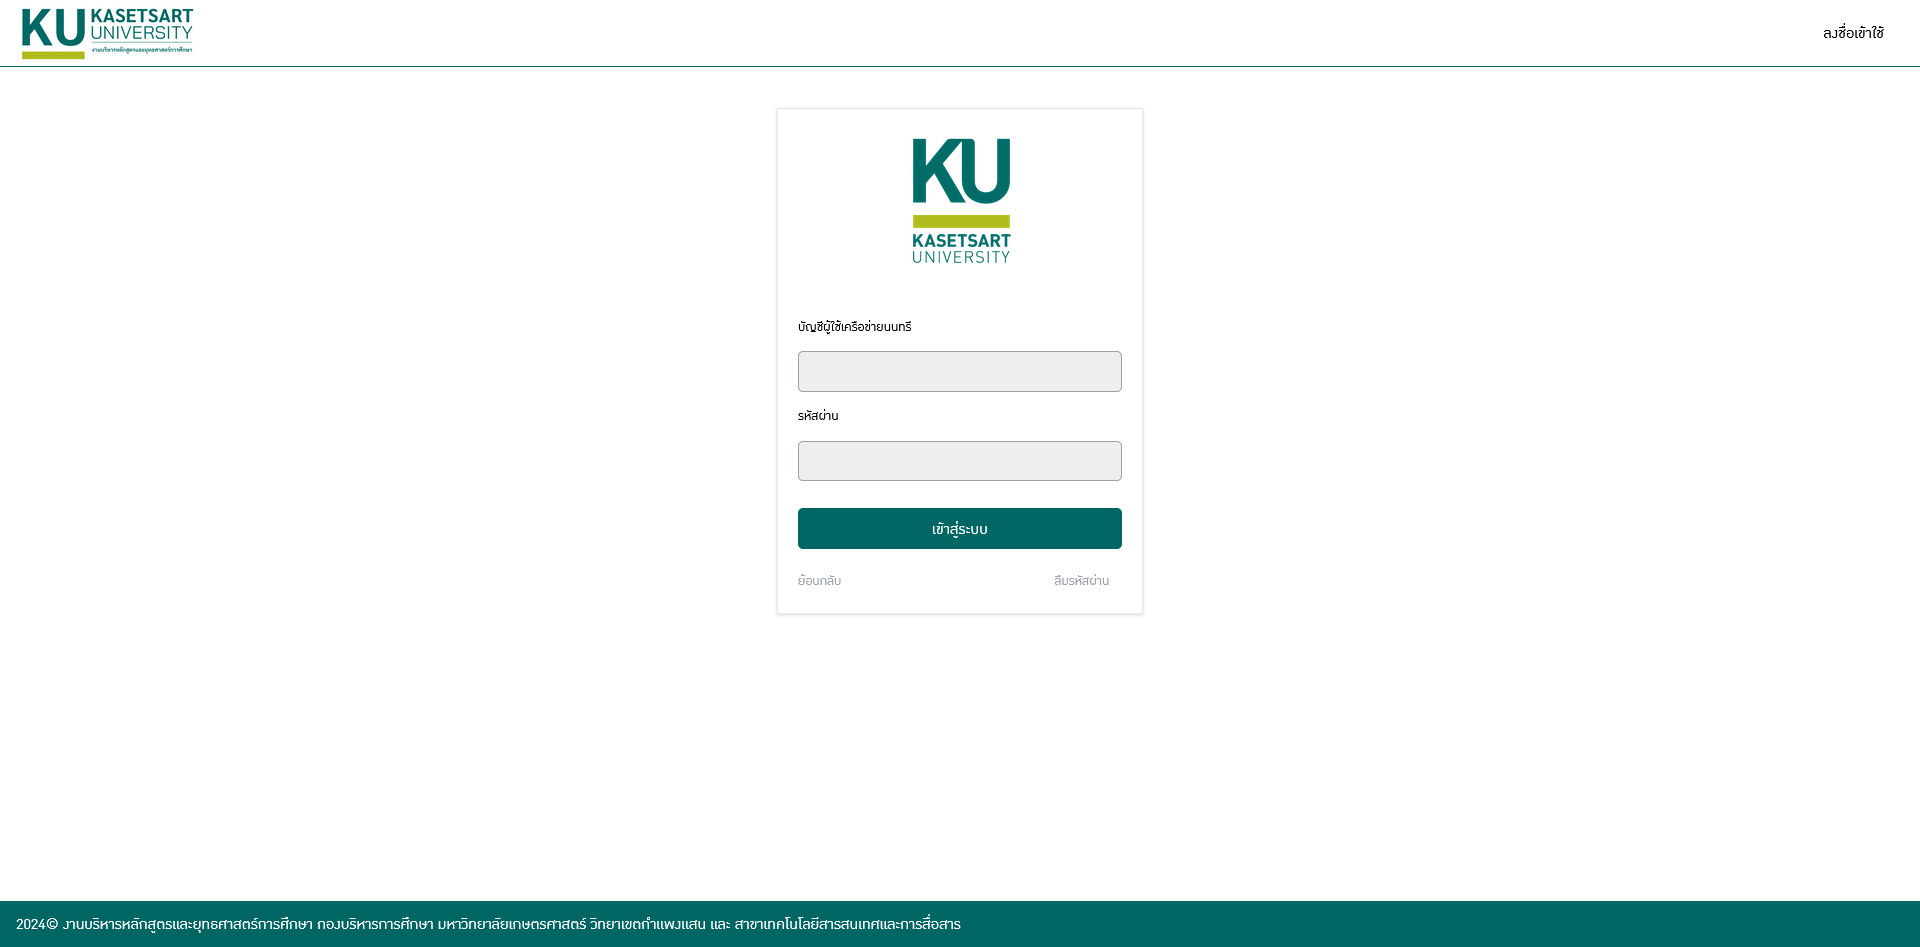 KU KASETSART
UNIVERSITY
งานบริหารหลักสูตรและยุทธศาสตร์การศึกษา
ลงชื่อเข้าใช้
KU
KASETSART
UNIVERSITY
บัญชีผู้ใช้เครือข่ายนนทรี
รหัสผ่าน
เข้าสู่ระบบ
ย้อนกลับ
ลืมรหัสผ่าน
2024© งานบริหารหลักสูตรและยุทธศาสตร์การศึกษา กองบริหารการศึกษา มหาวิทยาลัยเกษตรศาสตร์ วิทยาเขตกำแพงแสน และ สาขาเทคโนโลยีสารสนเทศและการสื่อสาร